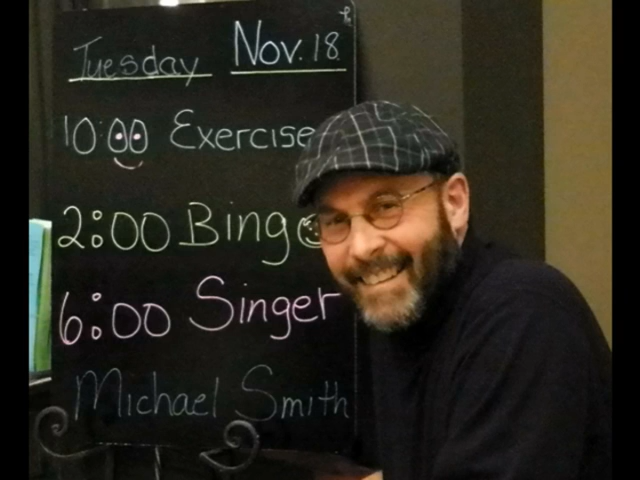 Tuesday Nov. 18
10:00 Exercise
2:00 Bingo
6:00 Singer
Michael Smith